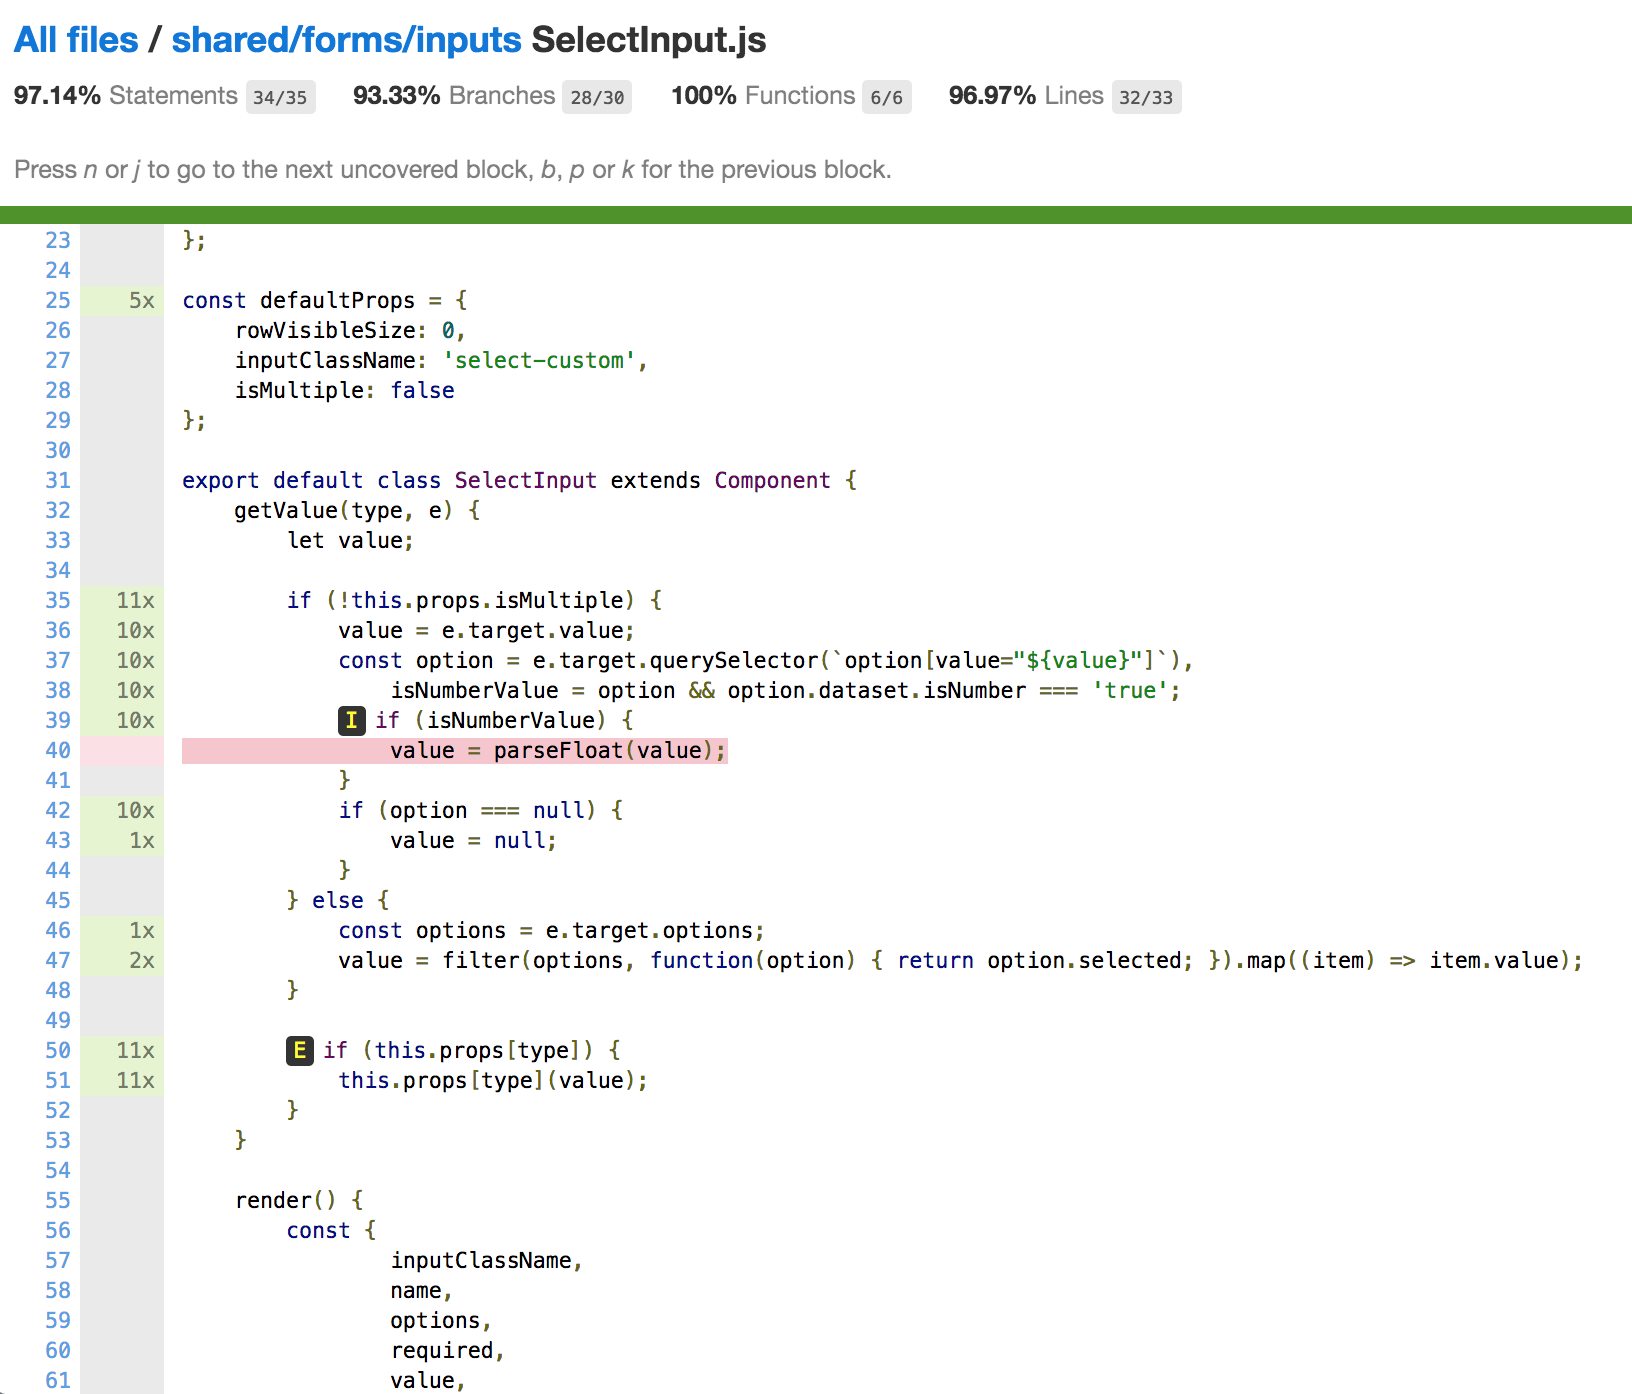 All files / shared/forms/inputs SelectInput.js
97.14% Statements 34/35 93.33% Branches 28/30 100% Functions 6/6 96.97% Lines 32/33
Press n or j to go to the next uncovered block, b, p or k for the previous block.
23 };
24
25 5x const defaultProps = {
26 rowVisibleSize: 0,
27 inputClassName: 'select-custom',
28 isMultiple: false
29 };
30
31 export default class SelectInput extends Component {
32 getValue(type, e) {
33 let value;
34
35 11x if (!this.props.isMultiple) {
36 10x value = e.target.value;
37 10x const option = e.target.querySelector(`option[value="${value}"]`),
38 10x isNumberValue = option && option.dataset.isNumber === 'true';
39 10x I if (isNumberValue) {
40 value = parseFloat(value);
41 }
42 10x if (option === null) {
43 1x value = null;
44 }
45 } else {
46 1x const options = e.target.options;
47 2x value = filter(options, function(option) { return option.selected; }).map((item) => item.value);
48 }
49
50 11x E if (this.props[type]) {
51 11x this.props[type](value);
52 }
53 }
54
55 render() {
56 const {
57 inputClassName,
58 name,
59 options,
60 required,
61 value,